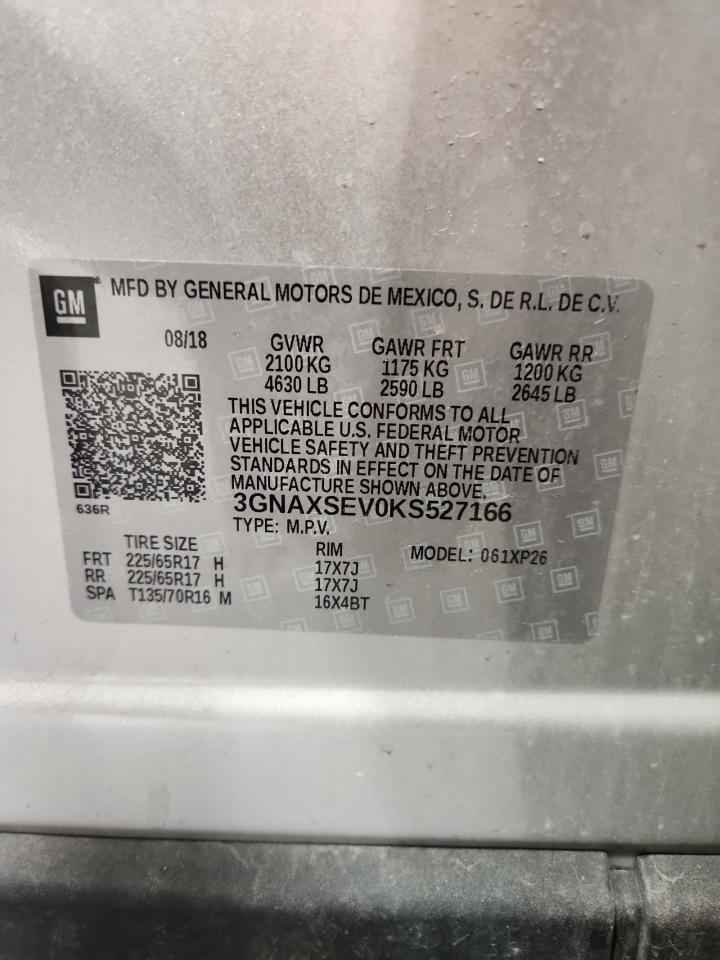 GM® MFD BY GENERAL MOTORS DE MEXICO, S. DE R.L. DE C.V.
08/18 GVWR GAWR FRT GAWR RR
2100 KG 1175 KG 1200 KG
4630 LB 2590 LB 2645 LB
THIS VEHICLE CONFORMS TO ALL
APPLICABLE U.S. FEDERAL MOTOR
VEHICLE SAFETY AND THEFT PREVENTION
STANDARDS IN EFFECT ON THE DATE OF
MANUFACTURE SHOWN ABOVE.
636R
3GNAXSEV0KS527166
TYPE: M.P.V.
TIRE SIZE RIM MODEL: 061XP26
FRT 225/65R17 H 17X7J
RR 225/65R17 H 17X7J
SPA T135/70R16 M 16X4BT